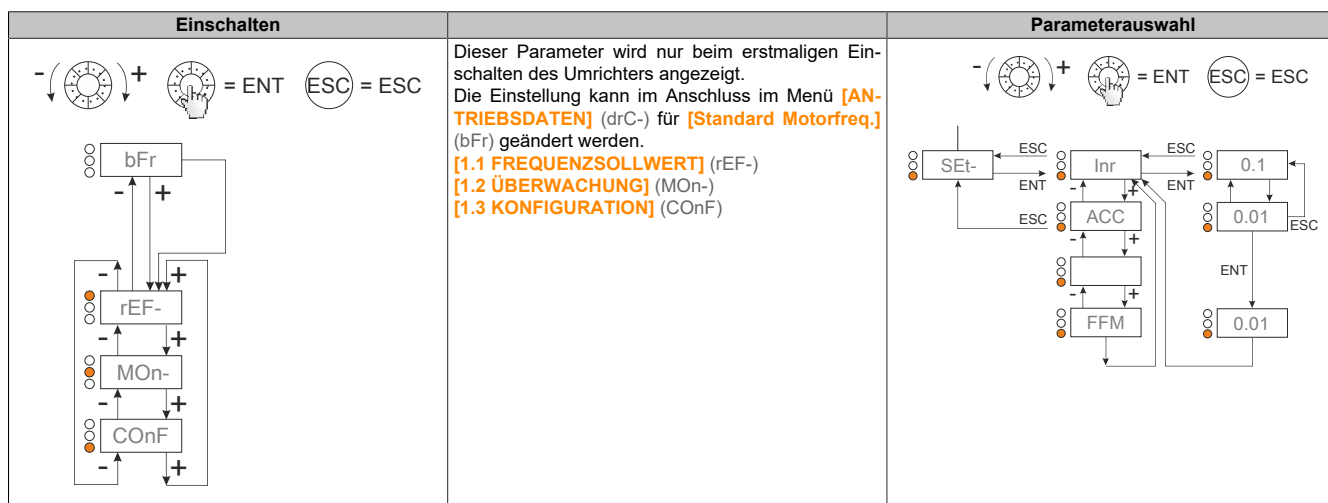 Einschalten
Parameterauswahl
- + = ENT ESC = ESC
bFr
- +
- +
rEF-
- +
MOn-
- +
COnF
- +
Dieser Parameter wird nur beim erstmaligen Ein-
schalten des Umrichters angezeigt.
Die Einstellung kann im Anschluss im Menü [AN-
TRIEBSDATEN] (drC-) für [Standard Motorfreq.]
(bFr) geändert werden.
[1.1 FREQUENZSOLLWERT] (rEF-)
[1.2 ÜBERWACHUNG] (MOn-)
[1.3 KONFIGURATION] (COnF)
- + = ENT ESC = ESC
ESC ESC
SEt- Inr 0.1
ENT ENT
- +
ESC ACC 0.01 ESC
- +
ENT
- +
FFM 0.01